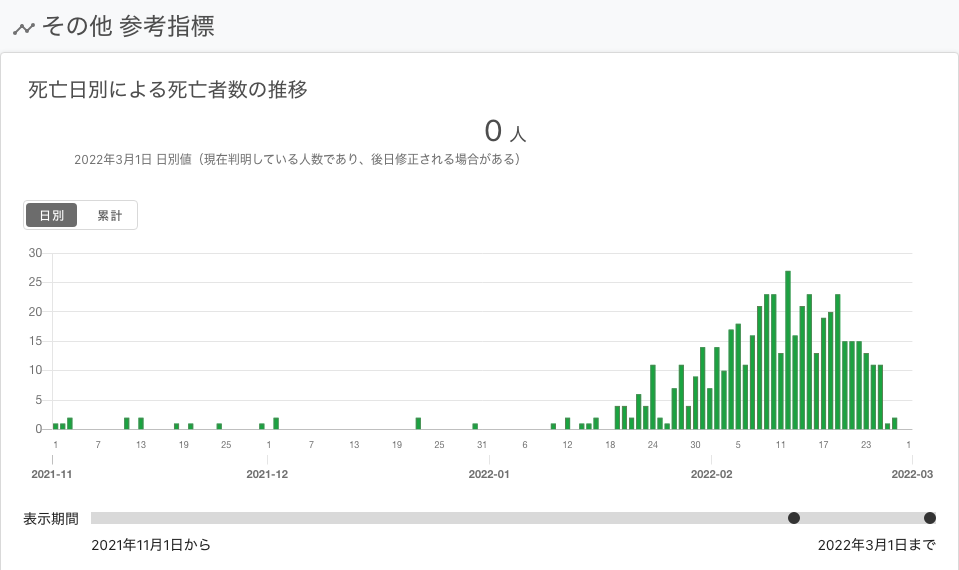 その他 参考指標
死亡日別による死亡者数の推移
0 人
2022年3月1日 日別値（現在判明している人数であり、後日修正される場合がある）
日別 累計
30
25
20
15
10
5
0
1 7 13 19 25 1 7 13 19 25 31 6 12 18 24 30 5 11 17 23 1
2021-11 2021-12 2022-01 2022-02 2022-03
表示期間
2021年11月1日から 2022年3月1日まで